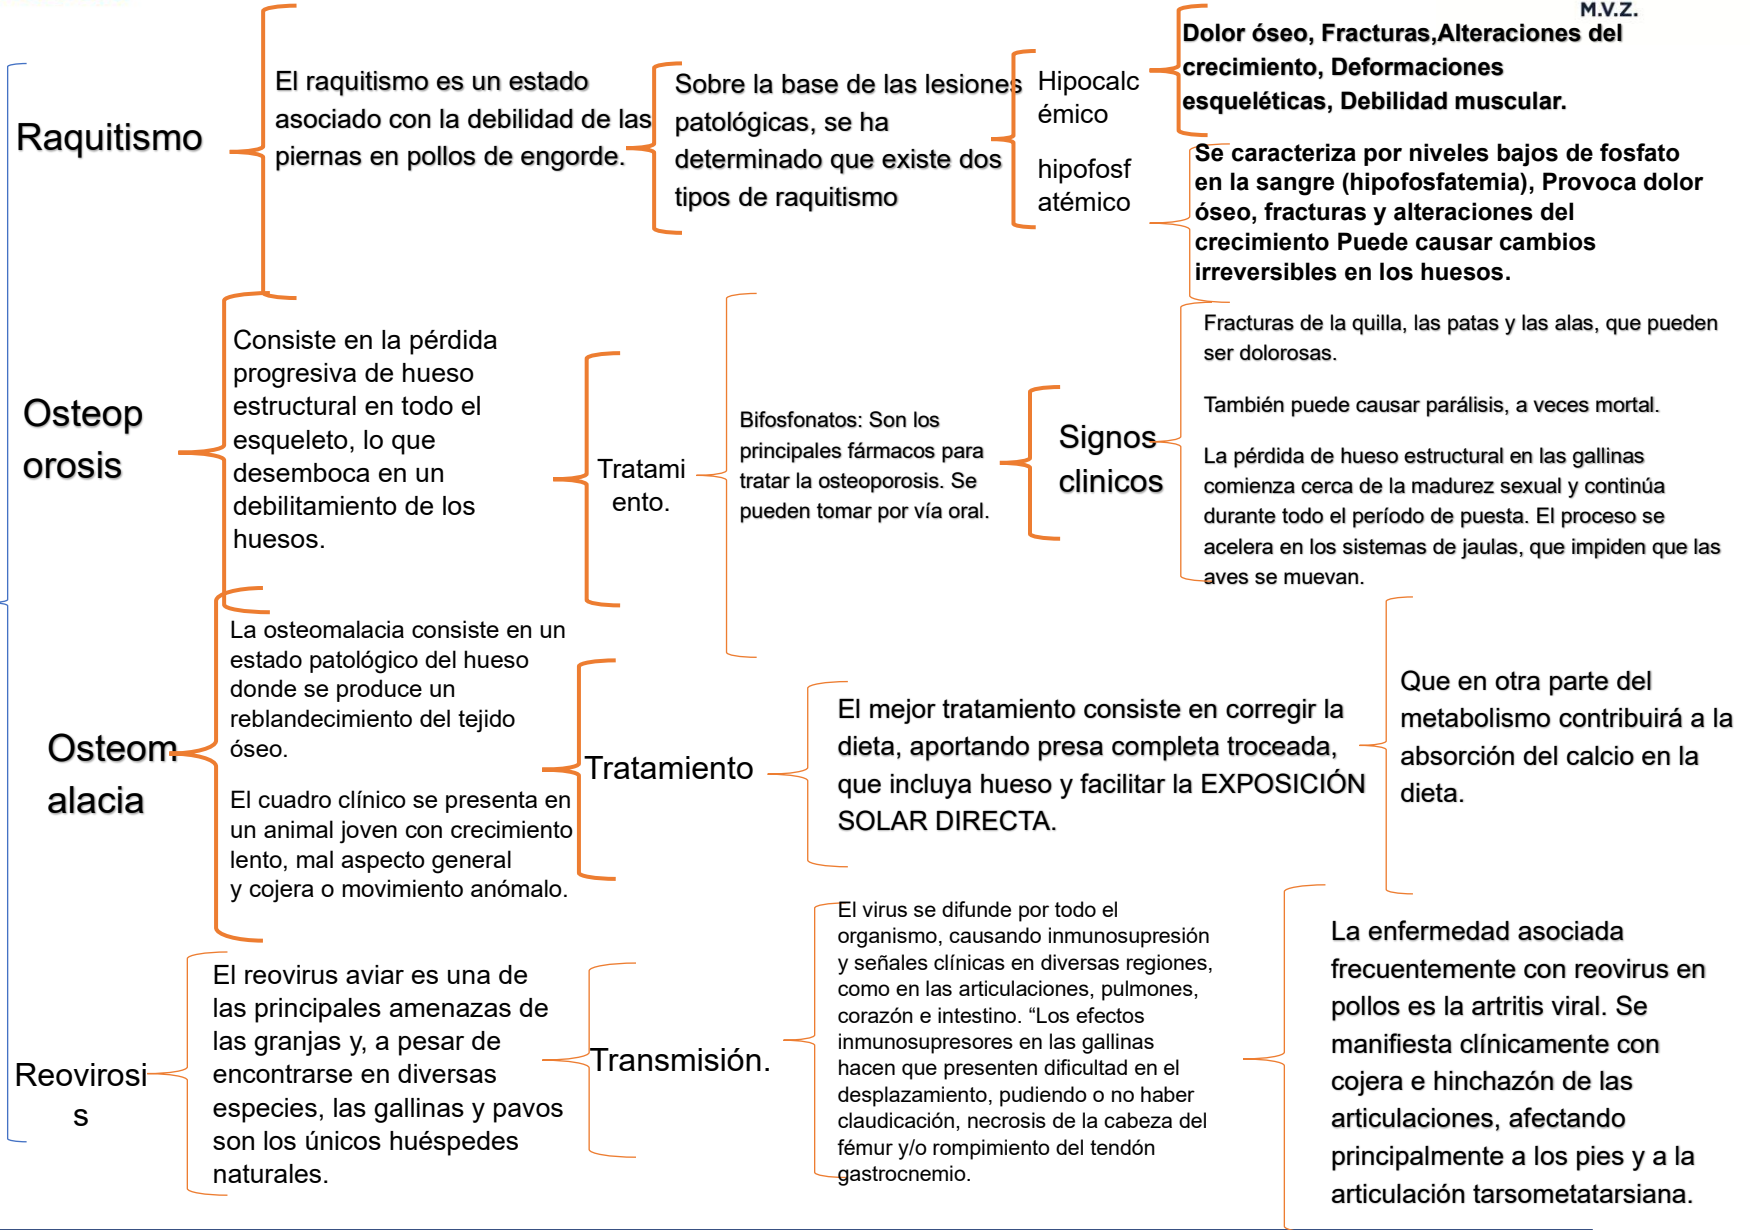 M.V.Z.
Raquitismo
El raquitismo es un estado
asociado con la debilidad de las
piernas en pollos de engorde.
Sobre la base de las lesiones
patológicas, se ha
determinado que existe dos
tipos de raquitismo
Hipocalc
émico
hipofosf
atémico
Dolor óseo, Fracturas,Alteraciones del
crecimiento, Deformaciones
esqueléticas, Debilidad muscular.
Se caracteriza por niveles bajos de fosfato
en la sangre (hipofosfatemia), Provoca dolor
óseo, fracturas y alteraciones del
crecimiento Puede causar cambios
irreversibles en los huesos.
Osteop
orosis
Consiste en la pérdida
progresiva de hueso
estructural en todo el
esqueleto, lo que
desemboca en un
debilitamiento de los
huesos.
Tratami
ento.
Bifosfonatos: Son los
principales fármacos para
tratar la osteoporosis. Se
pueden tomar por vía oral.
Signos
clinicos
Fracturas de la quilla, las patas y las alas, que pueden
ser dolorosas.
También puede causar parálisis, a veces mortal.
La pérdida de hueso estructural en las gallinas
comienza cerca de la madurez sexual y continúa
durante todo el período de puesta. El proceso se
acelera en los sistemas de jaulas, que impiden que las
aves se muevan.
Osteom
alacia
La osteomalacia consiste en un
estado patológico del hueso
donde se produce un
reblandecimiento del tejido
óseo.
El cuadro clínico se presenta en
un animal joven con crecimiento
lento, mal aspecto general
y cojera o movimiento anómalo.
Tratamiento
El mejor tratamiento consiste en corregir la
dieta, aportando presa completa troceada,
que incluya hueso y facilitar la EXPOSICIÓN
SOLAR DIRECTA.
Que en otra parte del
metabolismo contribuirá a la
absorción del calcio en la
dieta.
Reovirosi
s
El reovirus aviar es una de
las principales amenazas de
las granjas y, a pesar de
encontrarse en diversas
especies, las gallinas y pavos
son los únicos huéspedes
naturales.
Transmisión.
El virus se difunde por todo el
organismo, causando inmunosupresión
y señales clínicas en diversas regiones,
como en las articulaciones, pulmones,
corazón e intestino. “Los efectos
inmunosupresores en las gallinas
hacen que presenten dificultad en el
desplazamiento, pudiendo o no haber
claudicación, necrosis de la cabeza del
fémur y/o rompimiento del tendón
gastrocnemio.
La enfermedad asociada
frecuentemente con reovirus en
pollos es la artritis viral. Se
manifiesta clínicamente con
cojera e hinchazón de las
articulaciones, afectando
principalmente a los pies y a la
articulación tarsometatarsiana.